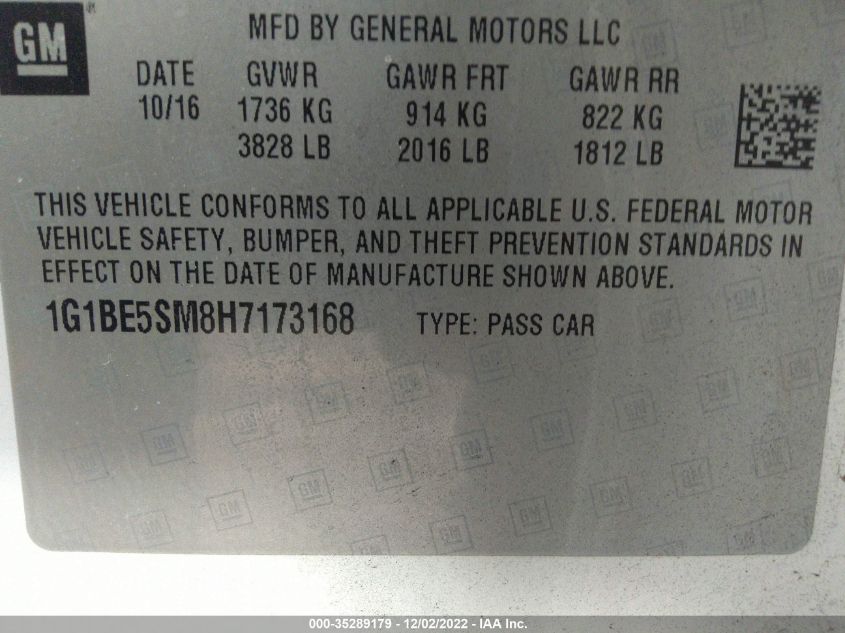 GM
MFD BY GENERAL MOTORS LLC
DATE GVWR GAWR FRT GAWR RR
10/16 1736 KG 914 KG 822 KG
3828 LB 2016 LB 1812 LB
THIS VEHICLE CONFORMS TO ALL APPLICABLE U.S. FEDERAL MOTOR
VEHICLE SAFETY, BUMPER, AND THEFT PREVENTION STANDARDS IN
EFFECT ON THE DATE OF MANUFACTURE SHOWN ABOVE.
1G1BE5SM8H7173168 TYPE: PASS CAR
000-35289179 - 12/02/2022 - IAA Inc.